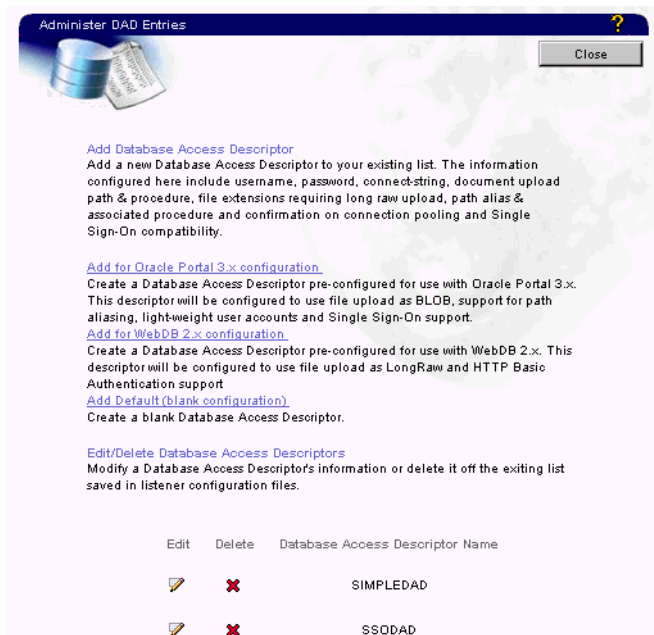 Administer DAD Entries
?
Close
Add Database Access Descriptor
Add a new Database Access Descriptor to your existing list. The information
configured here include username, password, connect-string, document upload
path & procedure, file extensions requiring long raw upload, path alias &
associated procedure and confirmation on connection pooling and Single
Sign-On compatibility.
Add for Oracle Portal 3.x configuration
Create a Database Access Descriptor pre-configured for use with Oracle Portal 3.x.
This descriptor will be configured to use file upload as BLOB, support for path
aliasing, light-weight user accounts and Single Sign-On support.
Add for WebDB 2.x configuration
Create a Database Access Descriptor pre-configured for use with WebDB 2.x. This
descriptor will be configured to use file upload as LongRaw and HTTP Basic
Authentication support
Add Default (blank configuration)
Create a blank Database Access Descriptor.
Edit/Delete Database Access Descriptors
Modify a Database Access Descriptor's information or delete it off the exiting list
saved in listener configuration files.
Edit Delete Database Access Descriptor Name
SIMPLEDAD
SSODAD